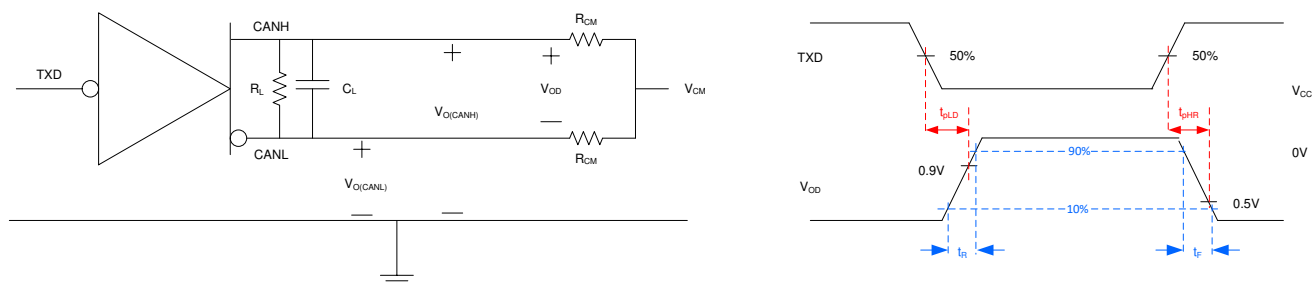 CANH
R_CM
TXD
R_L
C_L
V_OD
V_CM
V_O(CANH)
CANL
R_CM
V_O(CANL)
TXD
50%
50%
V_CC
t_pLD
t_pHR
90%
0V
0.9V
V_OD
10%
0.5V
t_R
t_F